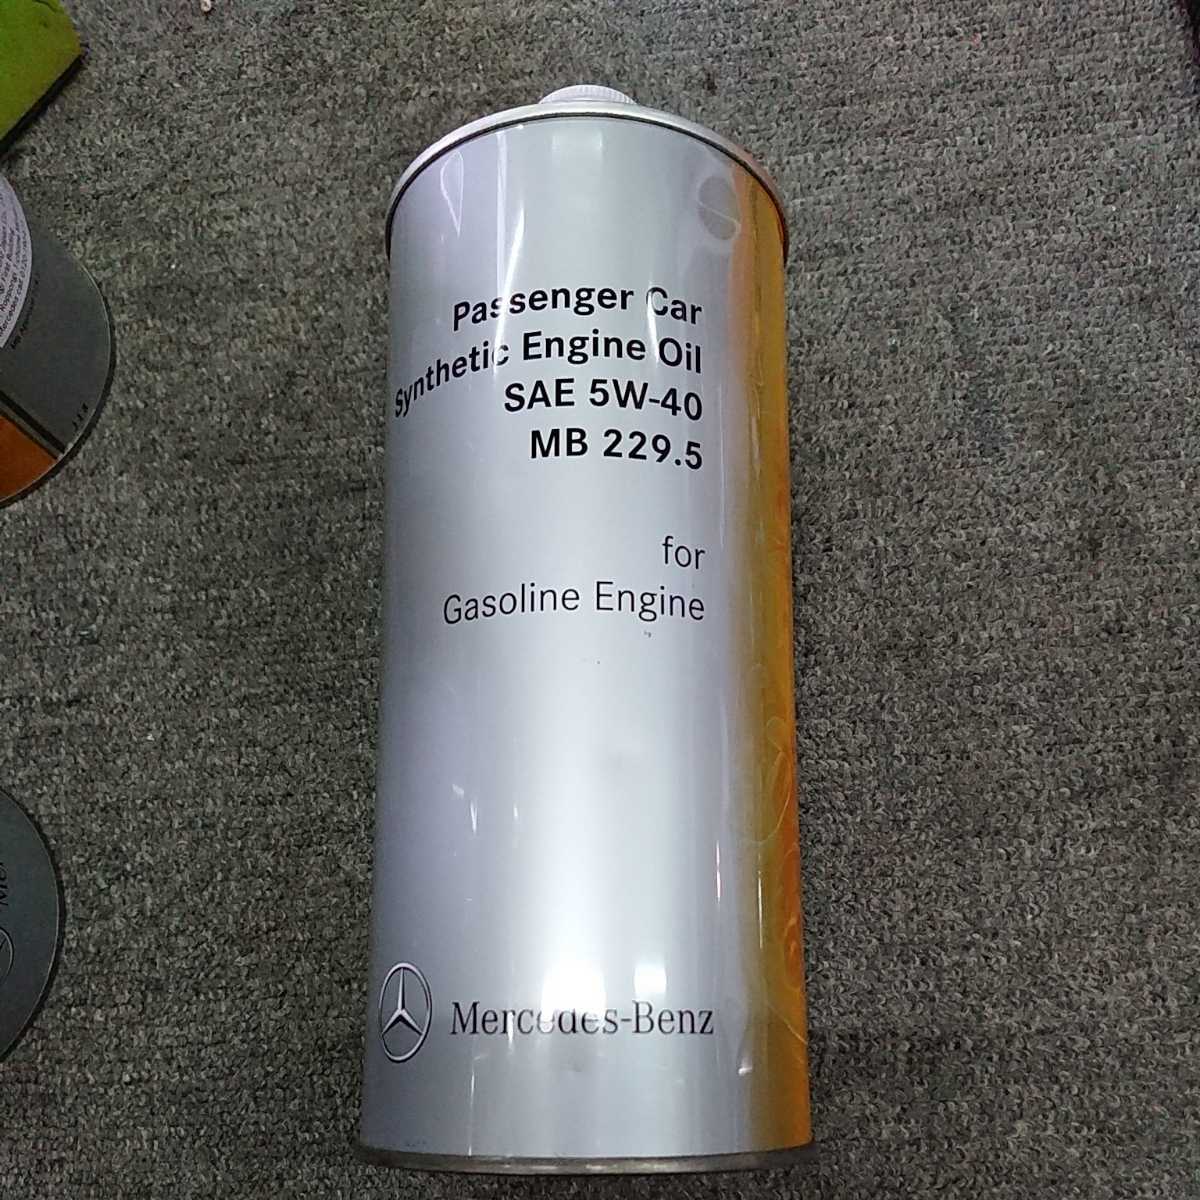 Passenger Car
Synthetic Engine Oil
SAE 5W-40
MB 229.5
for
Gasoline Engine
Mercedes-Benz